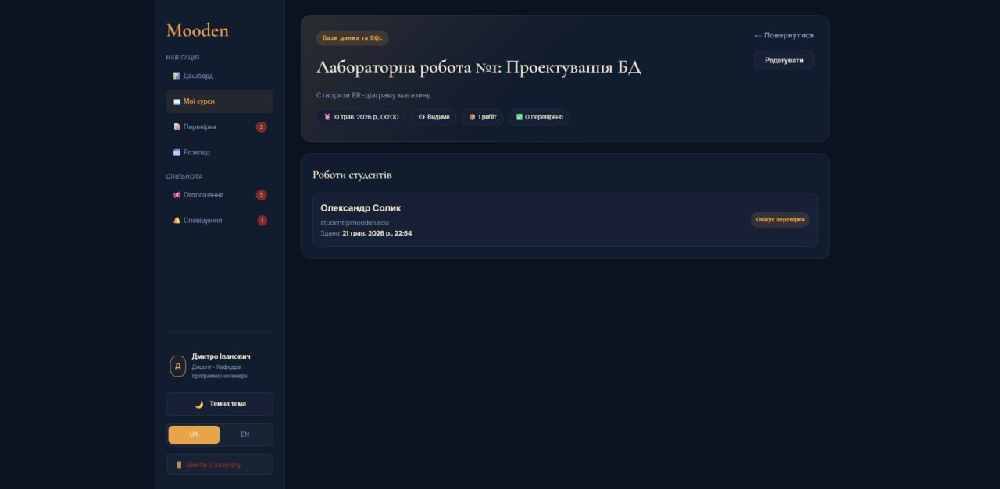 Mooden
НАВІГАЦІЯ
Дашборд
Мої курси
Перевірка 2
Розклад
СПІЛЬНОТА
Оголошення 2
Сповіщення 1
Д
Дмитро Іванович
Доцент • Кафедра
програмної інженерії
Темна тема
UA EN
Вийти з акаунту
Бази даних та SQL
← Повернутися
Редагувати
Лабораторна робота №1: Проектування БД
Створити ER-діаграму магазину.
10 трав. 2026 р., 00:00 Видиме 1 робіт 0 перевірено
Роботи студентів
Олександр Солик
student@mooden.edu
Здано: 21 трав. 2026 р., 22:54
Очікує перевірки